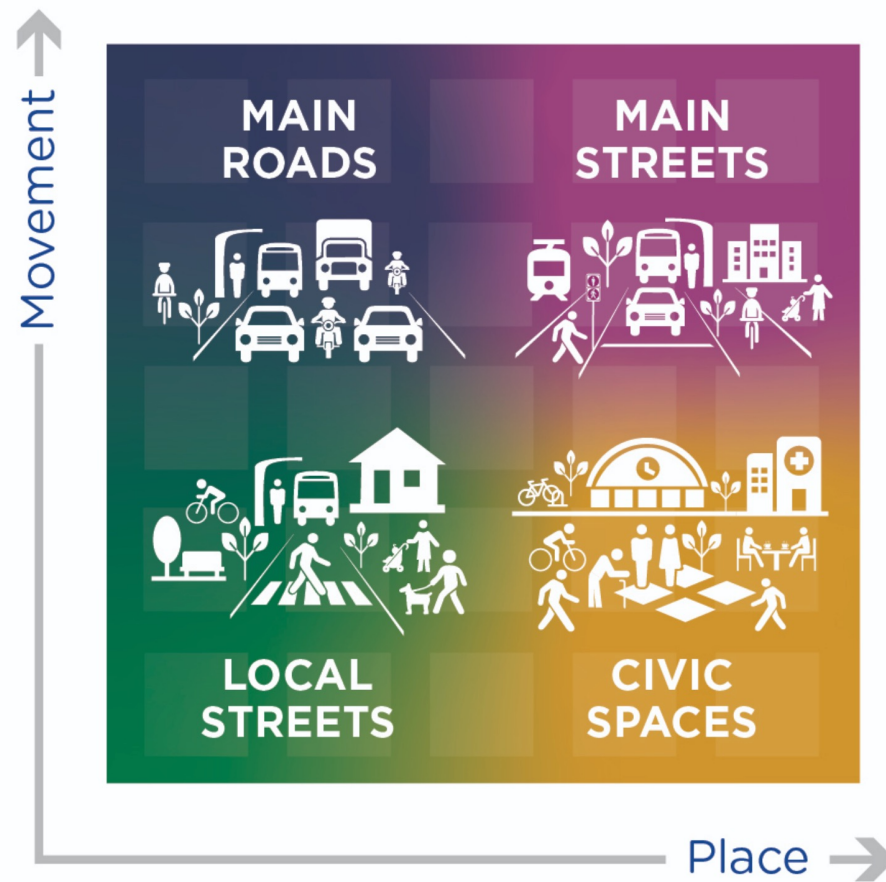 Movement
MAIN
ROADS
MAIN
STREETS
LOCAL
STREETS
CIVIC
SPACES
Place